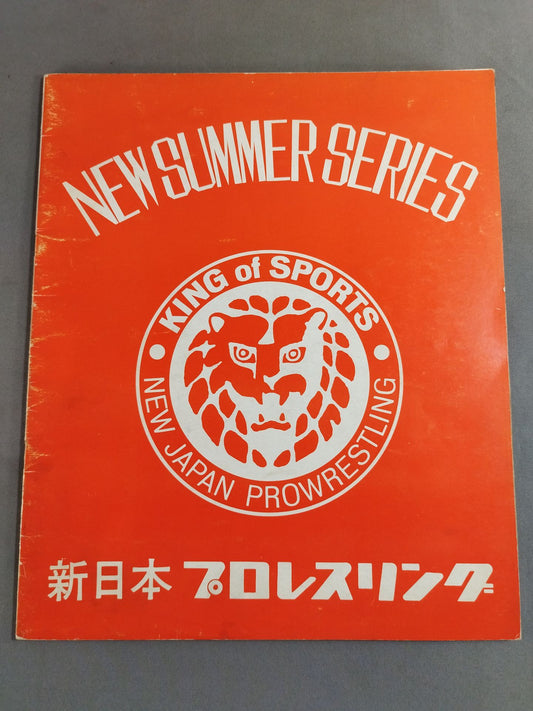 NEW SUMMER SERIES
KING of SPORTS
NEW JAPAN PROWRESTLING
新日本プロレスリング